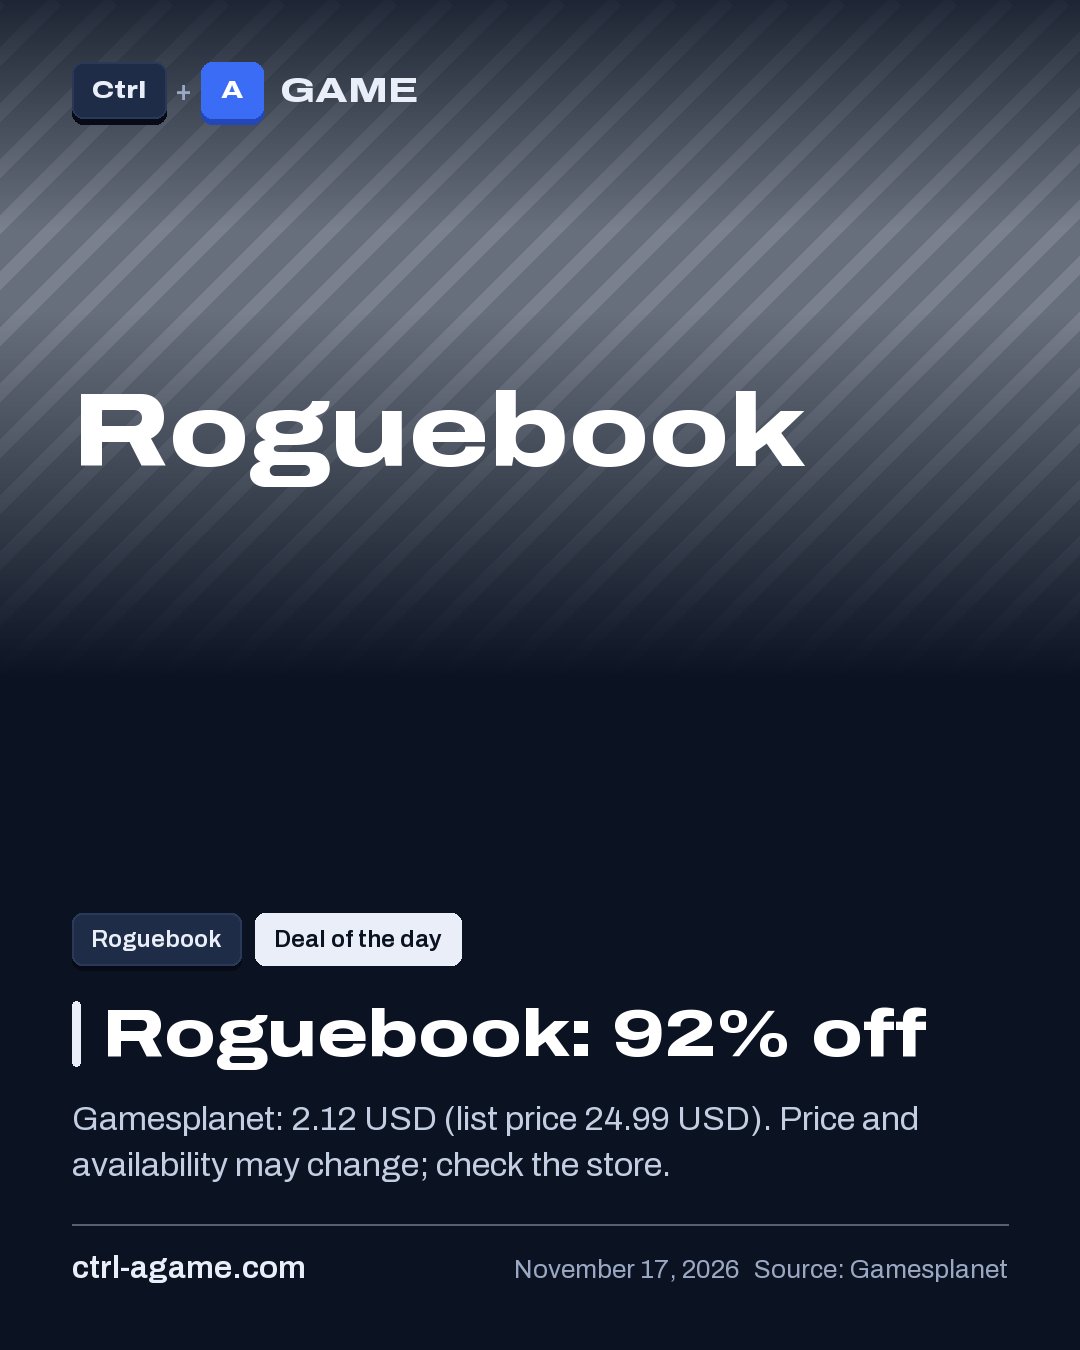 Ctrl + A GAME
Roguebook
Roguebook Deal of the day
Roguebook: 92% off
Gamesplanet: 2.12 USD (list price 24.99 USD). Price and
availability may change; check the store.
ctrl-agame.com November 17, 2026 Source: Gamesplanet